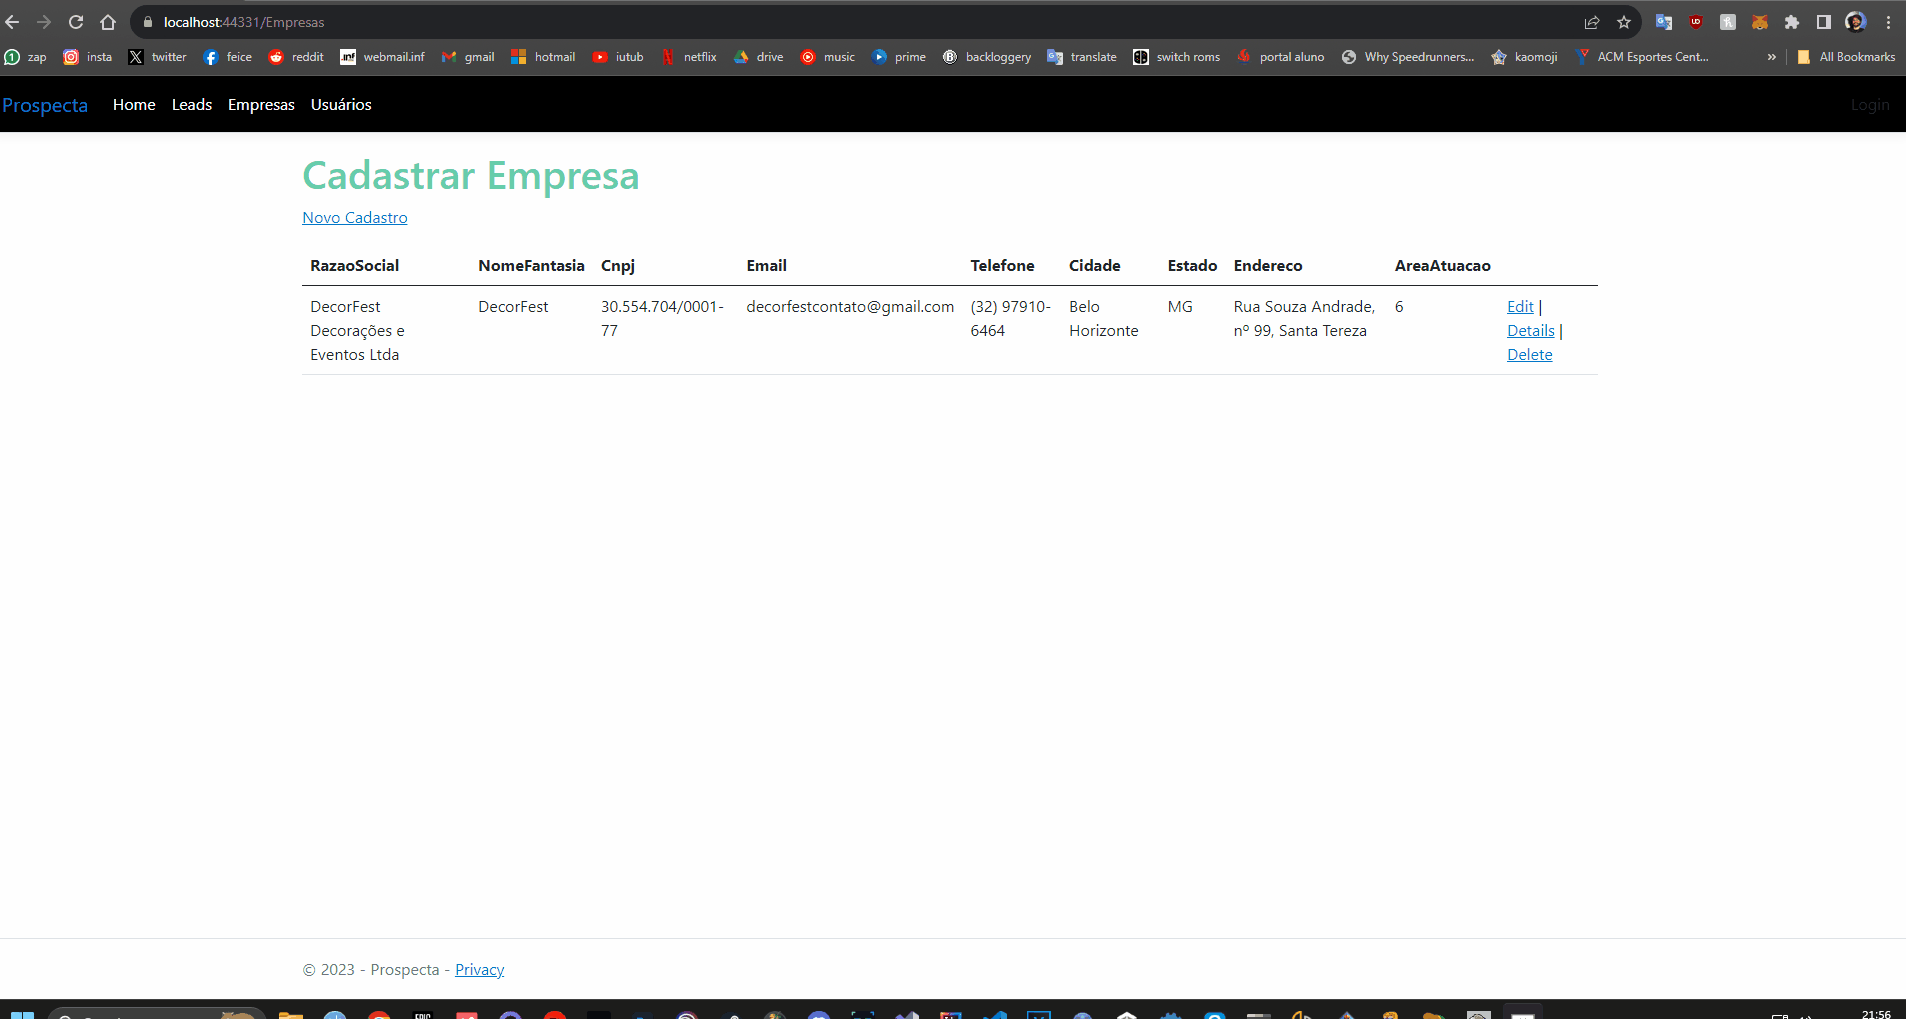 localhost:44331/Empresas
zap insta twitter feice reddit webmail.inf gmail hotmail iutub netflix drive music prime backloggery translate switch roms portal aluno Why Speedrunners... kaomoji ACM Esportes Cent... » All Bookmarks
Prospecta Home Leads Empresas Usuários Login
Cadastrar Empresa
Novo Cadastro
RazaoSocial NomeFantasia Cnpj Email Telefone Cidade Estado Endereco AreaAtuacao
DecorFest DecorFest 30.554.704/0001- decorfestcontato@gmail.com (32) 97910- Belo MG Rua Souza Andrade, 6 Edit |
Decorações e 77 6464 Horizonte nº 99, Santa Tereza Details |
Eventos Ltda Delete
© 2023 - Prospecta - Privacy
21:56